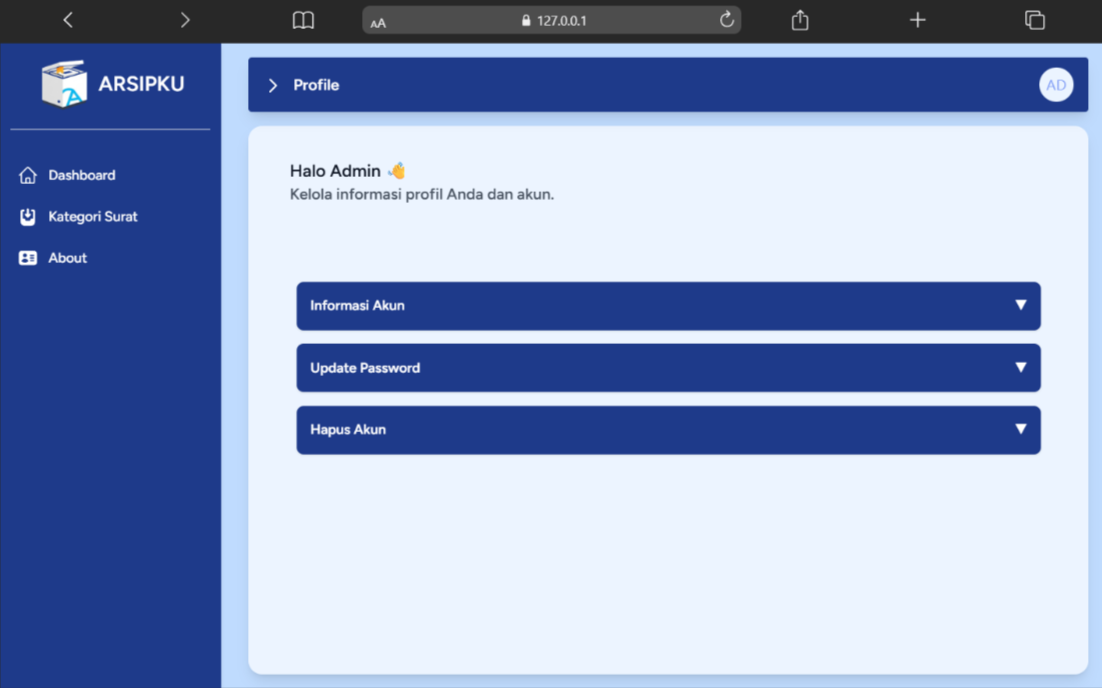 AA 127.0.0.1
ARSIPKU
Dashboard
Kategori Surat
About
Profile
AD
Halo Admin 👋
Kelola informasi profil Anda dan akun.
Informasi Akun
Update Password
Hapus Akun